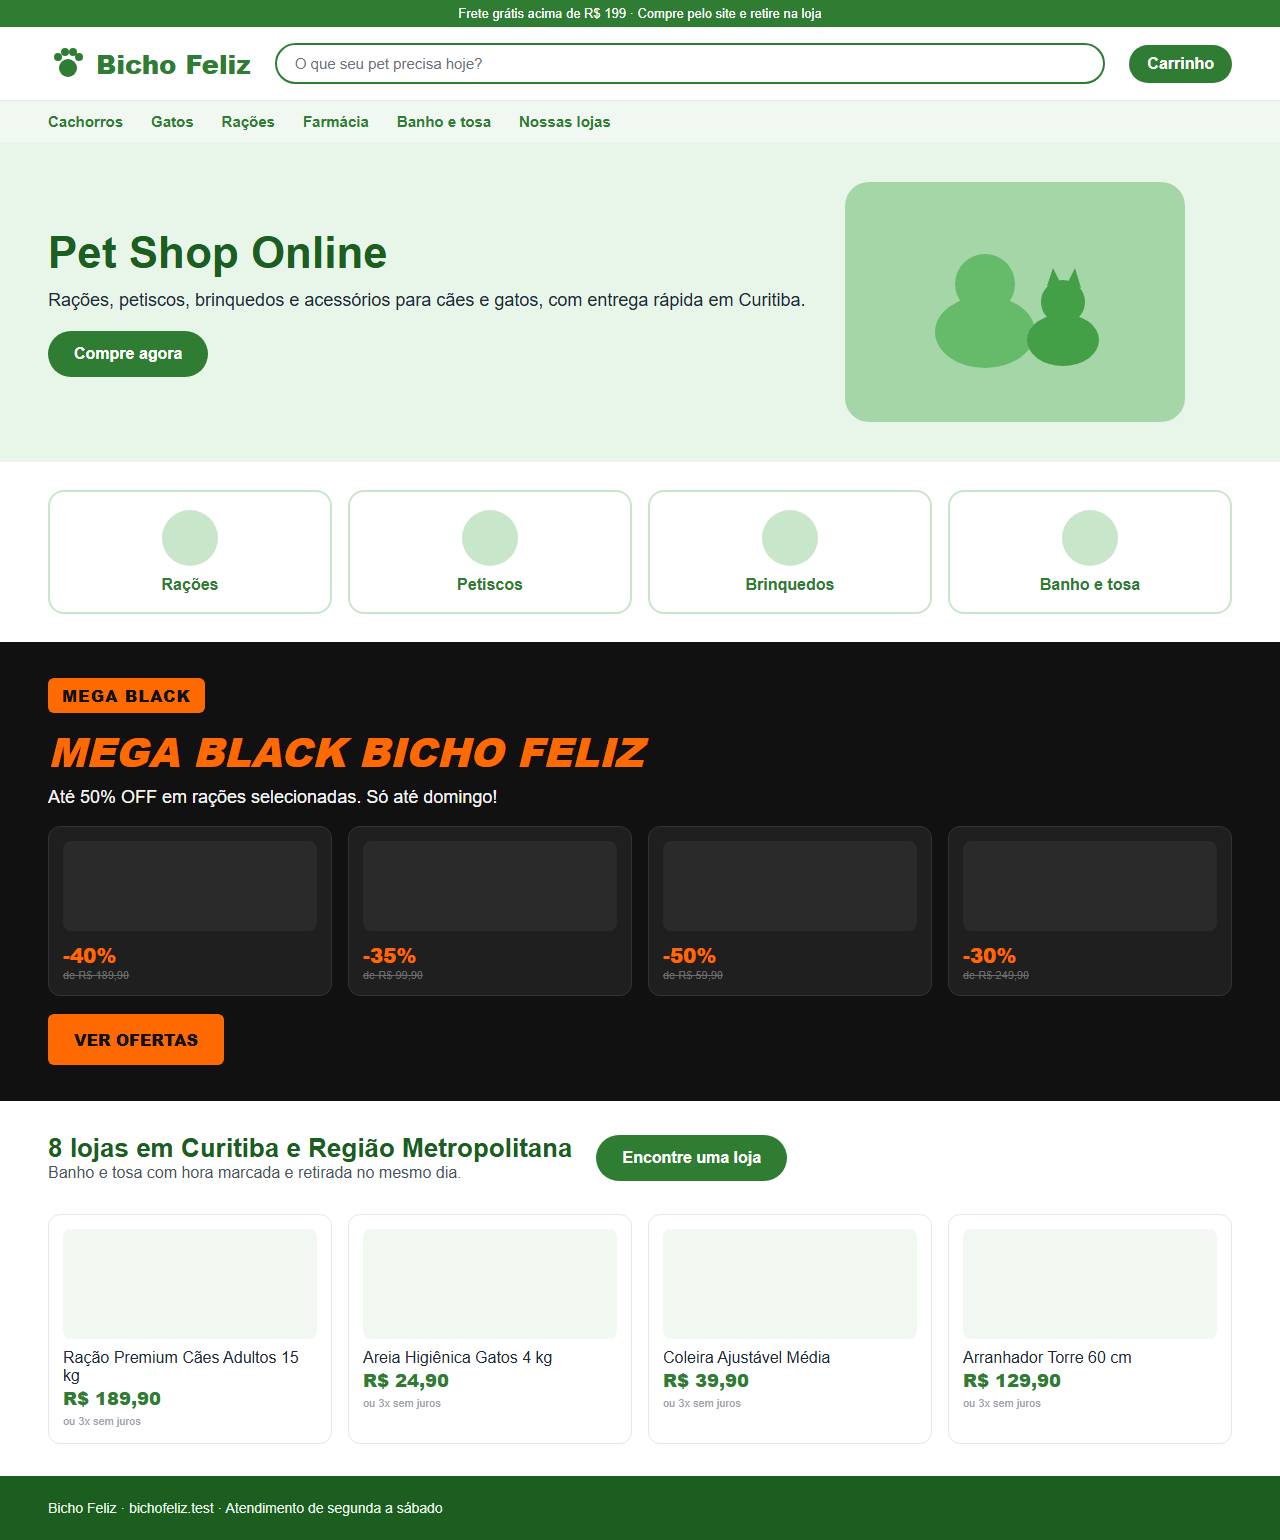 Frete grátis acima de R$ 199 · Compre pelo site e retire na loja
Bicho Feliz
O que seu pet precisa hoje?
Carrinho
Cachorros
Gatos
Rações
Farmácia
Banho e tosa
Nossas lojas
Pet Shop Online
Rações, petiscos, brinquedos e acessórios para cães e gatos, com entrega rápida em Curitiba.
Compre agora
Rações
Petiscos
Brinquedos
Banho e tosa
MEGA BLACK
MEGA BLACK BICHO FELIZ
Até 50% OFF em rações selecionadas. Só até domingo!
-40%
de R$ 189,90
-35%
de R$ 99,90
-50%
de R$ 59,90
-30%
de R$ 249,90
VER OFERTAS
8 lojas em Curitiba e Região Metropolitana
Banho e tosa com hora marcada e retirada no mesmo dia.
Encontre uma loja
Ração Premium Cães Adultos 15
kg
R$ 189,90
ou 3x sem juros
Areia Higiênica Gatos 4 kg
R$ 24,90
ou 3x sem juros
Coleira Ajustável Média
R$ 39,90
ou 3x sem juros
Arranhador Torre 60 cm
R$ 129,90
ou 3x sem juros
Bicho Feliz · bichofeliz.test · Atendimento de segunda a sábado